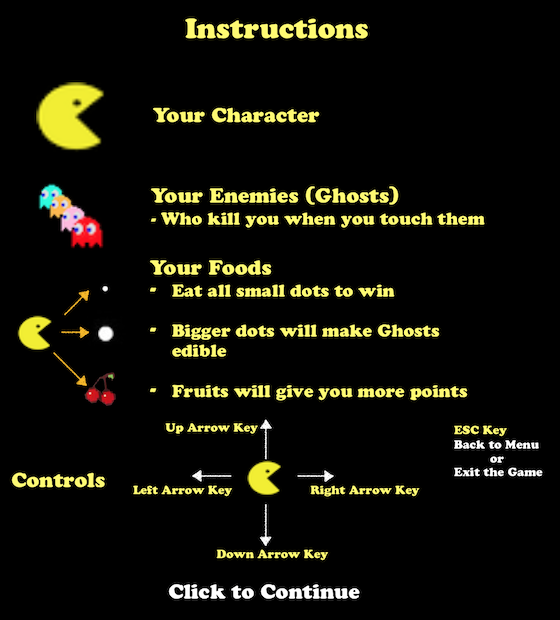 Instructions
Your Character
Your Enemies (Ghosts)
- Who kill you when you touch them
Your Foods
- Eat all small dots to win
- Bigger dots will make Ghosts
edible
- Fruits will give you more points
Up Arrow Key
ESC Key
Back to Menu
or
Exit the Game
Controls
Left Arrow Key
Right Arrow Key
Down Arrow Key
Click to Continue